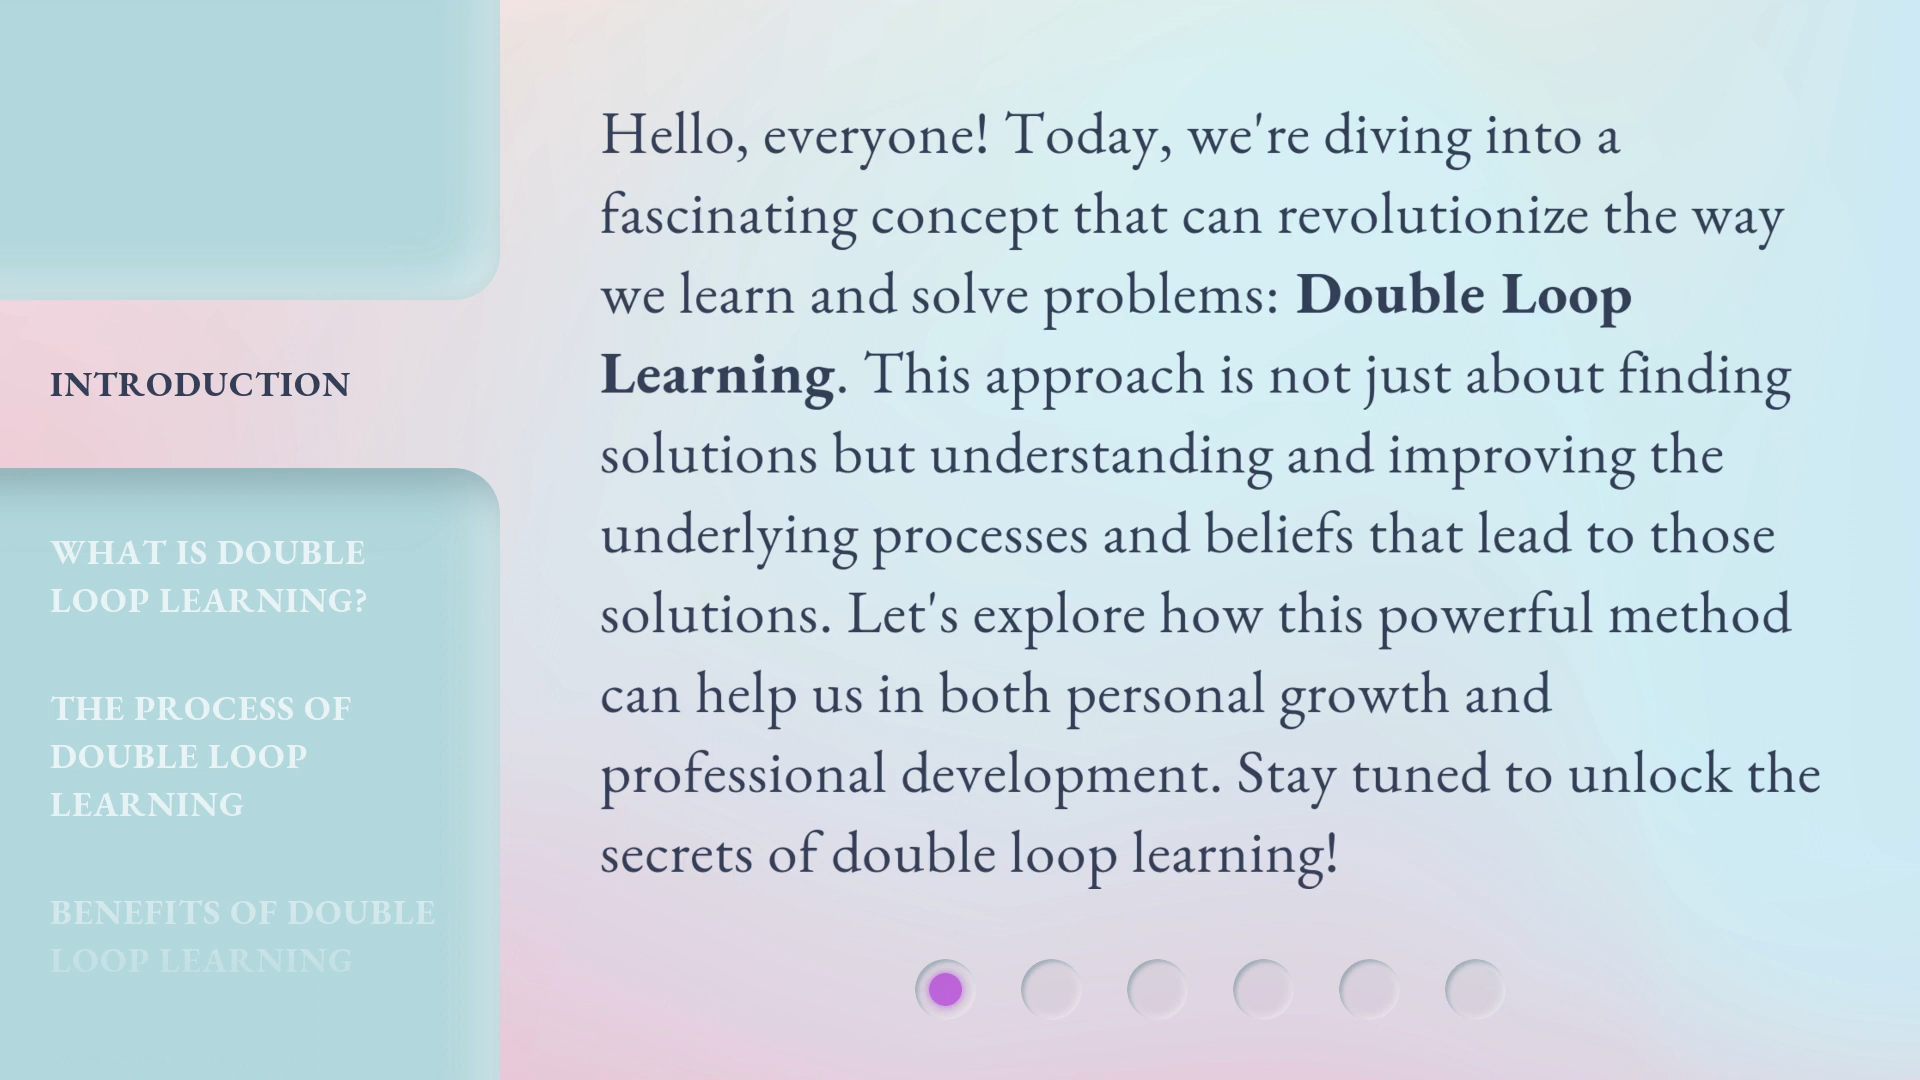 INTRODUCTION
WHAT IS DOUBLE
LOOP LEARNING?
THE PROCESS OF
DOUBLE LOOP
LEARNING
BENEFITS OF DOUBLE
LOOP LEARNING
Hello, everyone! Today, we're diving into a
fascinating concept that can revolutionize the way
we learn and solve problems: Double Loop
Learning. This approach is not just about finding
solutions but understanding and improving the
underlying processes and beliefs that lead to those
solutions. Let's explore how this powerful method
can help us in both personal growth and
professional development. Stay tuned to unlock the
secrets of double loop learning!